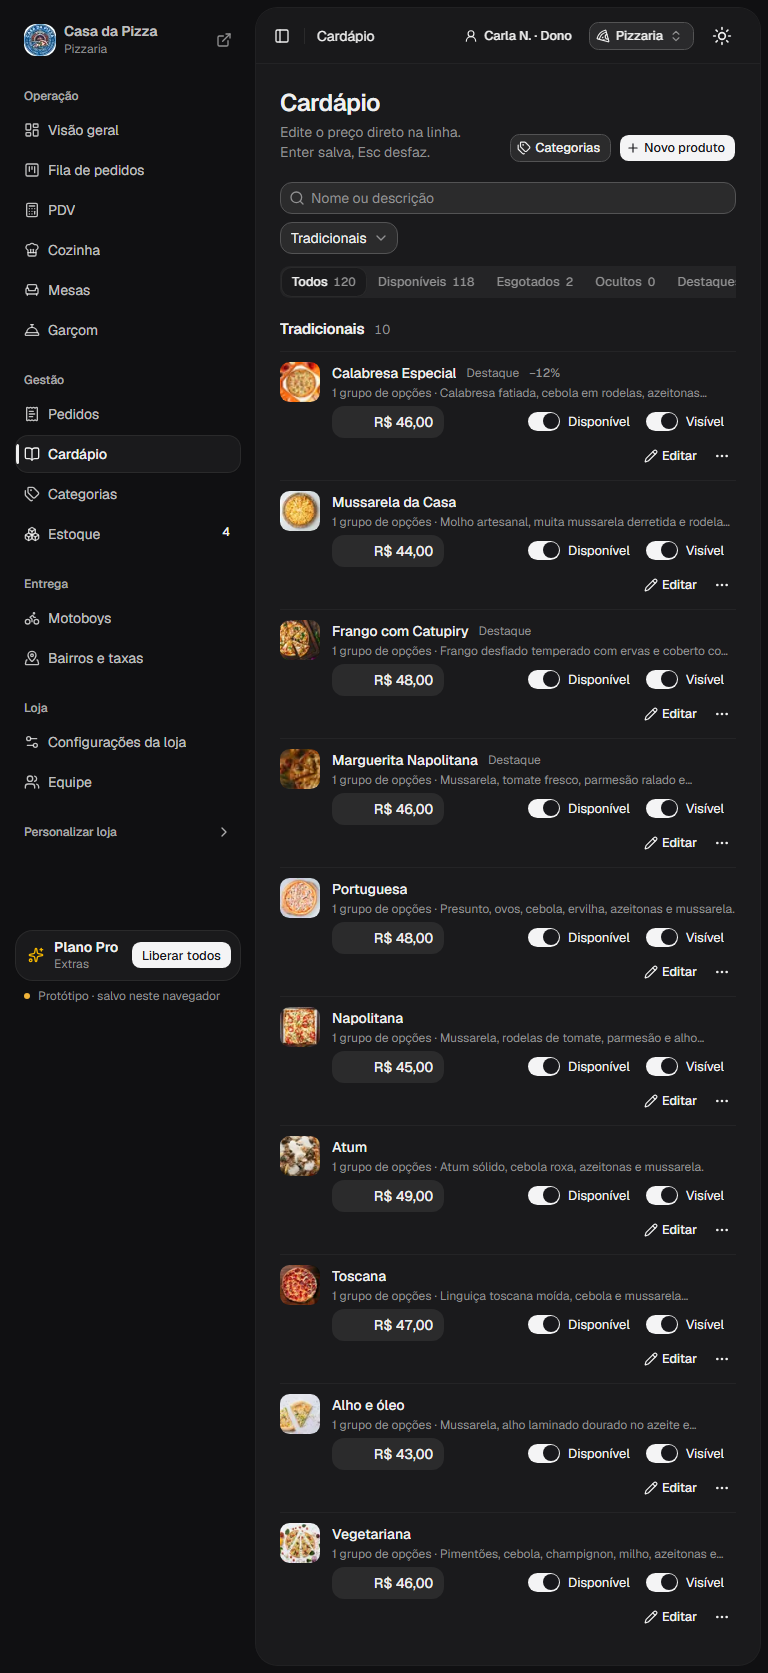 Casa da Pizza
Pizzaria
Operação
Visão geral
Fila de pedidos
PDV
Cozinha
Mesas
Garçom
Gestão
Pedidos
Cardápio
Categorias
Estoque 4
Entrega
Motoboys
Bairros e taxas
Loja
Configurações da loja
Equipe
Personalizar loja
Plano Pro
Extras
Liberar todos
Protótipo · salvo neste navegador
Cardápio
Carla N. · Dono
Pizzaria
Cardápio
Edite o preço direto na linha.
Enter salva, Esc desfaz.
Categorias
Novo produto
Nome ou descrição
Tradicionais
Todos 120 Disponíveis 118 Esgotados 2 Ocultos 0 Destaque
Tradicionais 10
Calabresa Especial Destaque −12%
1 grupo de opções · Calabresa fatiada, cebola em rodelas, azeitonas…
R$ 46,00 Disponível Visível
Editar
Mussarela da Casa
1 grupo de opções · Molho artesanal, muita mussarela derretida e rodela…
R$ 44,00 Disponível Visível
Editar
Frango com Catupiry Destaque
1 grupo de opções · Frango desfiado temperado com ervas e coberto co…
R$ 48,00 Disponível Visível
Editar
Marguerita Napolitana Destaque
1 grupo de opções · Mussarela, tomate fresco, parmesão ralado e…
R$ 46,00 Disponível Visível
Editar
Portuguesa
1 grupo de opções · Presunto, ovos, cebola, ervilha, azeitonas e mussarela.
R$ 48,00 Disponível Visível
Editar
Napolitana
1 grupo de opções · Mussarela, rodelas de tomate, parmesão e alho…
R$ 45,00 Disponível Visível
Editar
Atum
1 grupo de opções · Atum sólido, cebola roxa, azeitonas e mussarela.
R$ 49,00 Disponível Visível
Editar
Toscana
1 grupo de opções · Linguiça toscana moída, cebola e mussarela…
R$ 47,00 Disponível Visível
Editar
Alho e óleo
1 grupo de opções · Mussarela, alho laminado dourado no azeite e…
R$ 43,00 Disponível Visível
Editar
Vegetariana
1 grupo de opções · Pimentões, cebola, champignon, milho, azeitonas e…
R$ 46,00 Disponível Visível
Editar